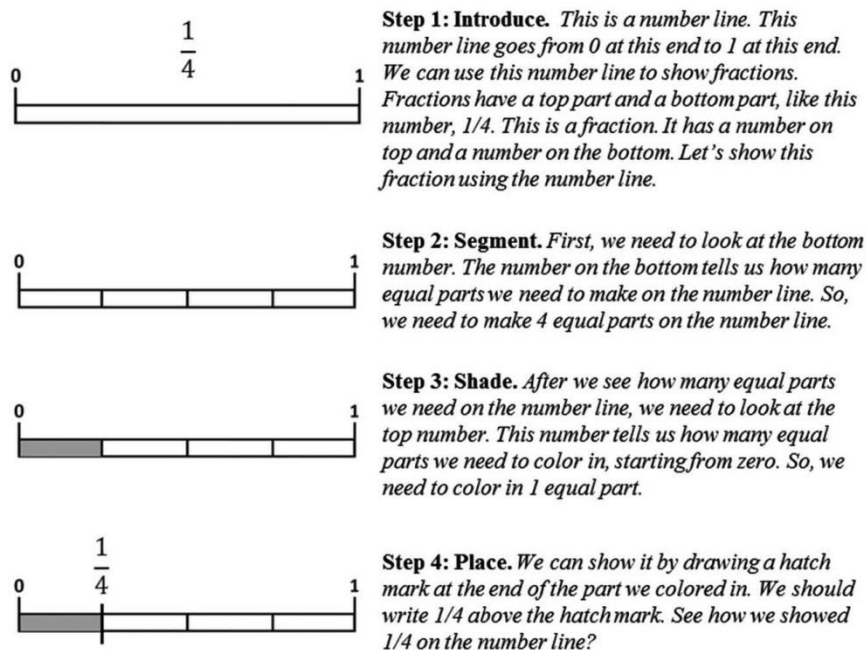 1
4
0 1
Step 1: Introduce. This is a number line. This
number line goes from 0 at this end to 1 at this end.
We can use this number line to show fractions.
Fractions have a top part and a bottom part, like this
number, 1/4. This is a fraction. It has a number on
top and a number on the bottom. Let's show this
fraction using the number line.
0 1
Step 2: Segment. First, we need to look at the bottom
number. The number on the bottom tells us how many
equal parts we need to make on the number line. So,
we need to make 4 equal parts on the number line.
0 1
Step 3: Shade. After we see how many equal parts
we need on the number line, we need to look at the
top number. This number tells us how many equal
parts we need to color in, starting from zero. So, we
need to color in 1 equal part.
1
4
0 1
Step 4: Place. We can show it by drawing a hatch
mark at the end of the part we colored in. We should
write 1/4 above the hatch mark. See how we showed
1/4 on the number line?